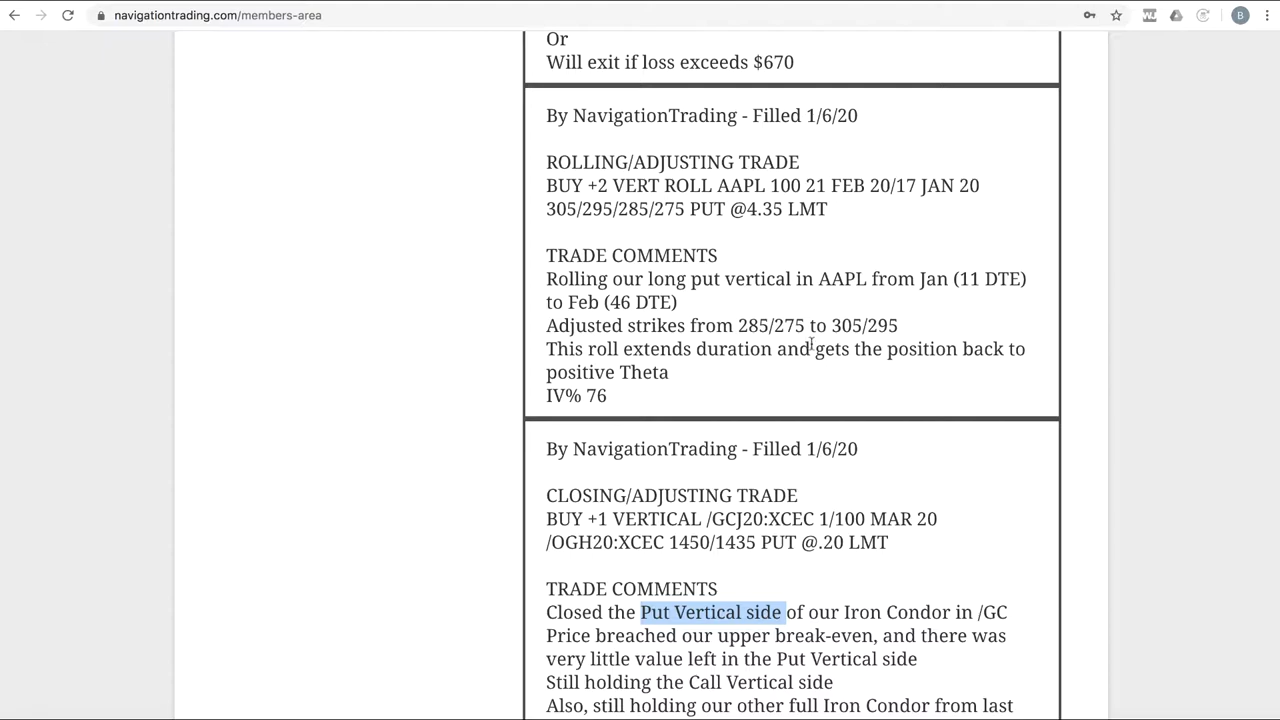 navigationtrading.com/members-area
B
Or
Will exit if loss exceeds $670
By NavigationTrading - Filled 1/6/20
ROLLING/ADJUSTING TRADE
BUY +2 VERT ROLL AAPL 100 21 FEB 20/17 JAN 20
305/295/285/275 PUT @4.35 LMT
TRADE COMMENTS
Rolling our long put vertical in AAPL from Jan (11 DTE)
to Feb (46 DTE)
Adjusted strikes from 285/275 to 305/295
This roll extends duration and gets the position back to
positive Theta
IV% 76
By NavigationTrading - Filled 1/6/20
CLOSING/ADJUSTING TRADE
BUY +1 VERTICAL /GCJ20:XCEC 1/100 MAR 20
/OGH20:XCEC 1450/1435 PUT @.20 LMT
TRADE COMMENTS
Closed the Put Vertical side of our Iron Condor in /GC
Price breached our upper break-even, and there was
very little value left in the Put Vertical side
Still holding the Call Vertical side
Also, still holding our other full Iron Condor from last